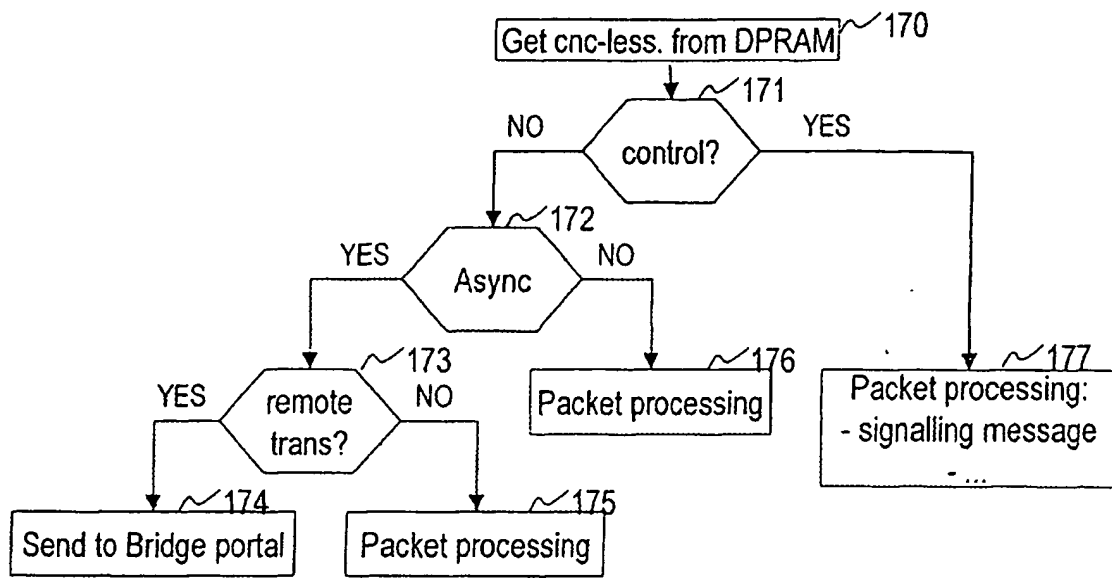 Get cnc-less. from DPRAM
170
171
NO
control?
YES
172
YES
Async
NO
173
YES
remote
trans?
NO
176
Packet processing
177
Packet processing:
- signalling message
- ...
174
Send to Bridge portal
175
Packet processing